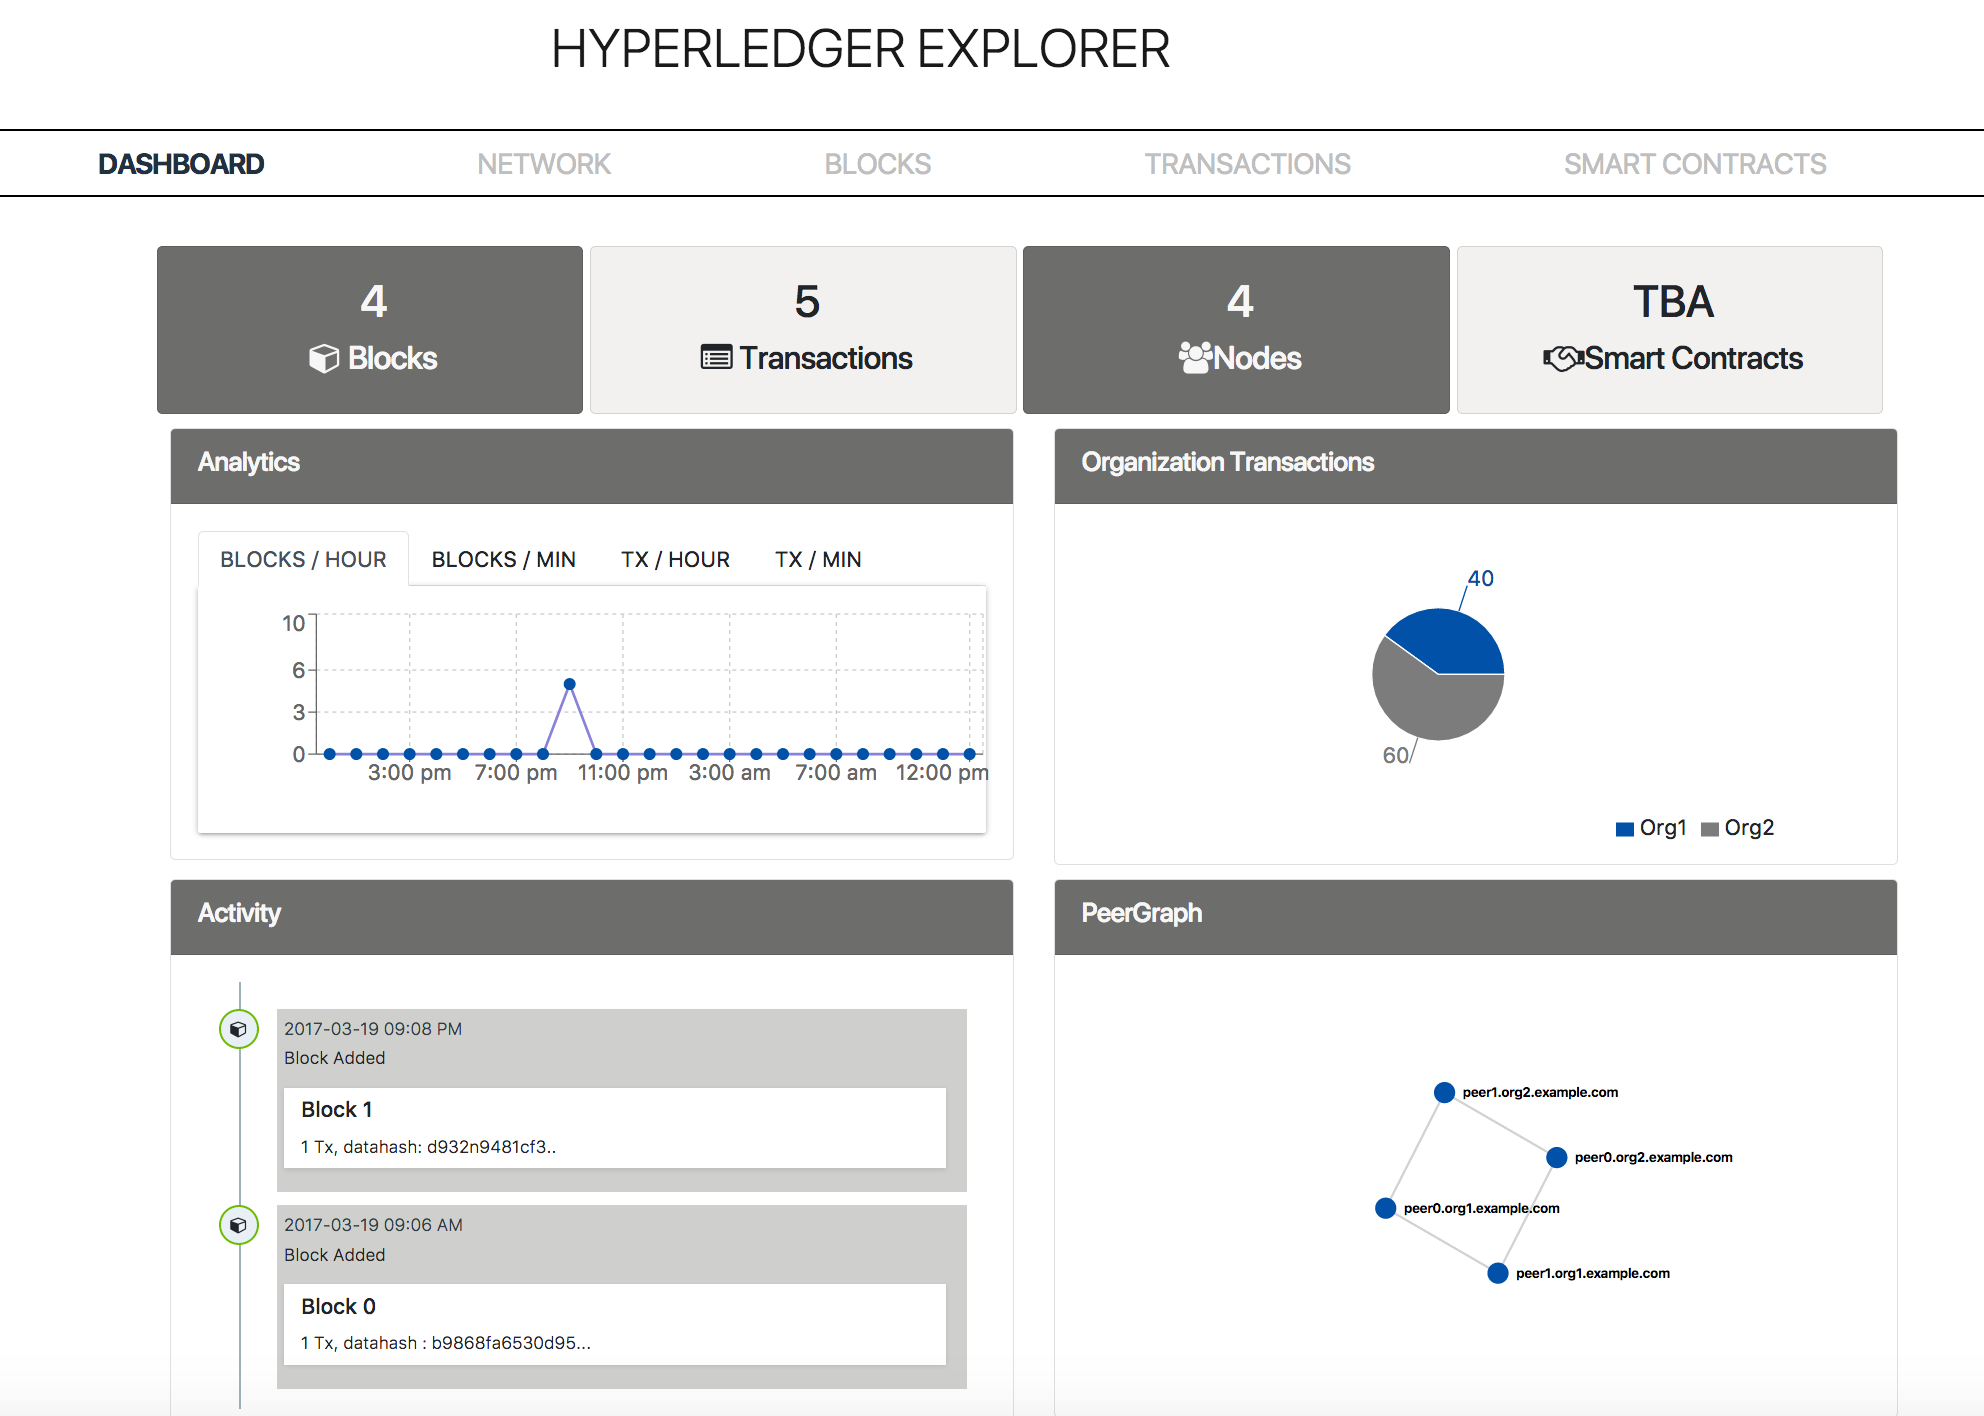 HYPERLEDGER EXPLORER
DASHBOARD NETWORK BLOCKS TRANSACTIONS SMART CONTRACTS
4
Blocks
5
Transactions
4
Nodes
TBA
Smart Contracts
Analytics
BLOCKS / HOUR BLOCKS / MIN TX / HOUR TX / MIN
10
6
3
0
3:00 pm 7:00 pm 11:00 pm 3:00 am 7:00 am 12:00 pm
Organization Transactions
40
60
Org1 Org2
Activity
2017-03-19 09:08 PM
Block Added
Block 1
1 Tx, datahash: d932n9481cf3..
2017-03-19 09:06 AM
Block Added
Block 0
1 Tx, datahash : b9868fa6530d95...
PeerGraph
peer1.org2.example.com
peer0.org2.example.com
peer0.org1.example.com
peer1.org1.example.com